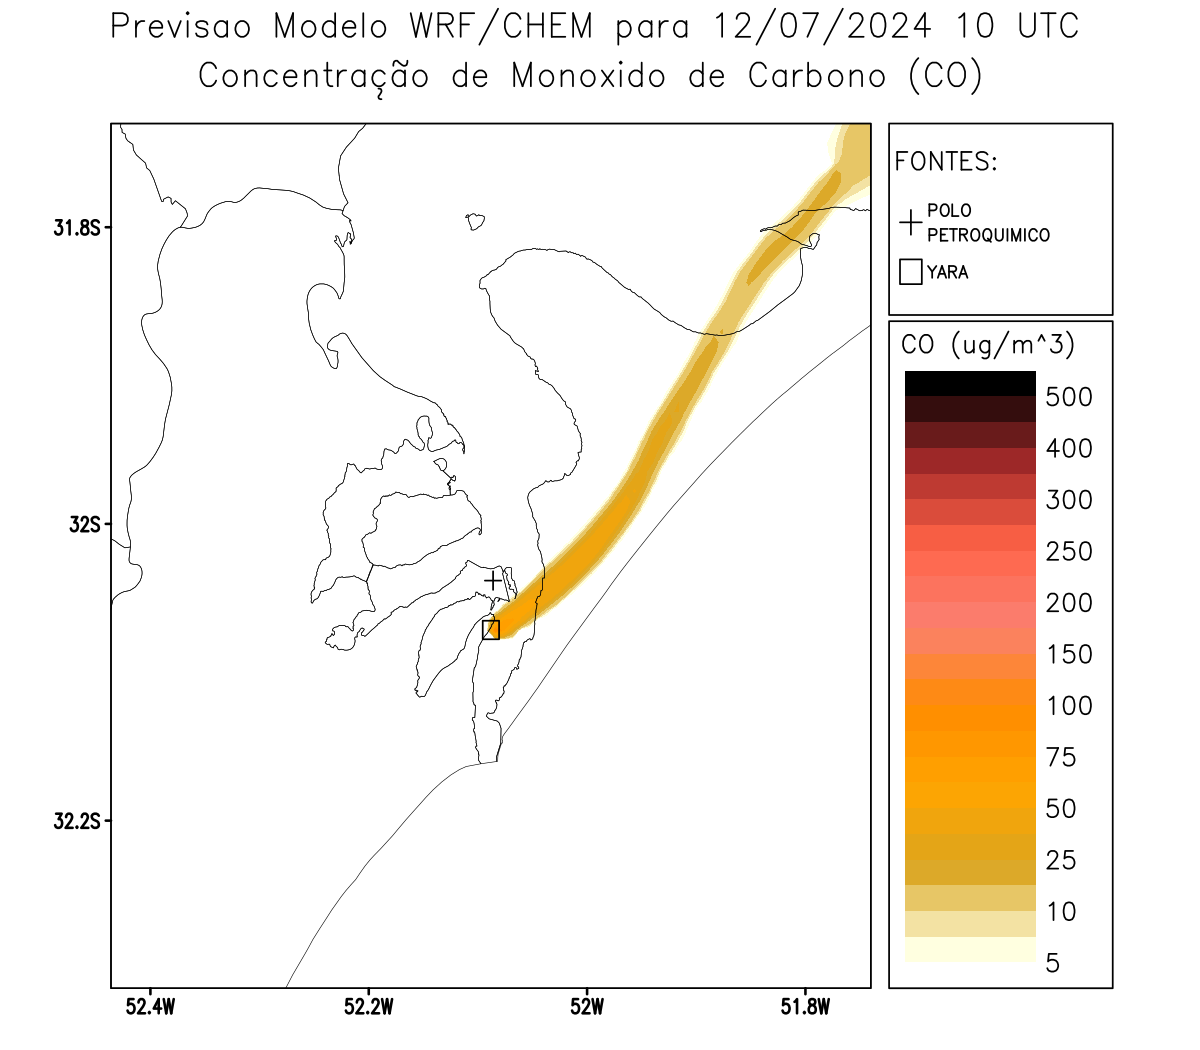 Previsao Modelo WRF/CHEM para 12/07/2024 10 UTC
Concentração de Monoxido de Carbono (CO)
FONTES:
POLO
PETROQUIMICO
YARA
CO (ug/m^3)
500
400
300
250
200
150
100
75
50
25
10
5
31.8S
32S
32.2S
52.4W
52.2W
52W
51.8W